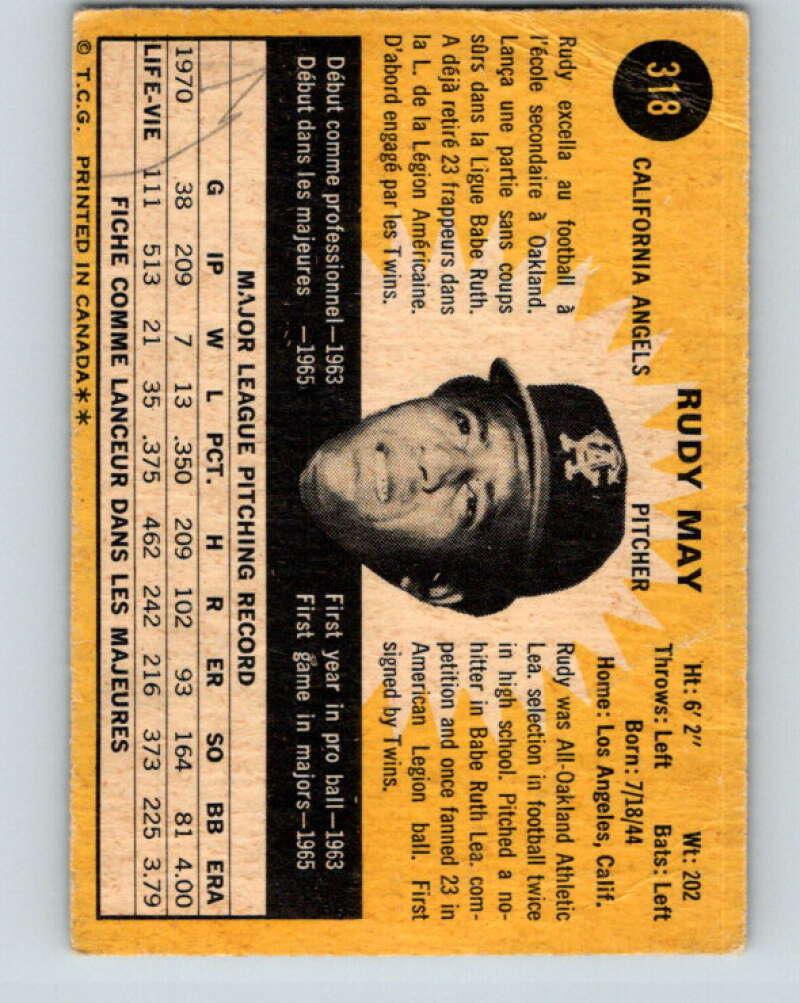 318
RUDY MAY
CALIFORNIA ANGELS
PITCHER
Ht: 6' 2" Wt: 202
Throws: Left Bats: Left
Born: 7/18/44
Home: Los Angeles, Calif.
Rudy excella au football à
l'école secondaire à Oakland.
Lança une partie sans coups
sûrs dans la Ligue Babe Ruth.
A déjà retiré 23 frappeurs dans
la L. de la Légion Américaine.
D'abord engagé par les Twins.
Rudy was All-Oakland Athletic
Lea. selection in football twice
in high school. Pitched a no-
hitter in Babe Ruth Lea. com-
petition and once fanned 23 in
American Legion ball. First
signed by Twins.
Début comme professionnel—1963
Début dans les majeures —1965
First year in pro ball—1963
First game in majors—1965
MAJOR LEAGUE PITCHING RECORD
G IP W L PCT. H R ER SO BB ERA
1970 38 209 7 13 .350 209 102 93 164 81 4.00
LIFE-VIE 111 513 21 35 .375 462 242 216 373 225 3.79
FICHE COMME LANCEUR DANS LES MAJEURES
© T.C.G. PRINTED IN CANADA**